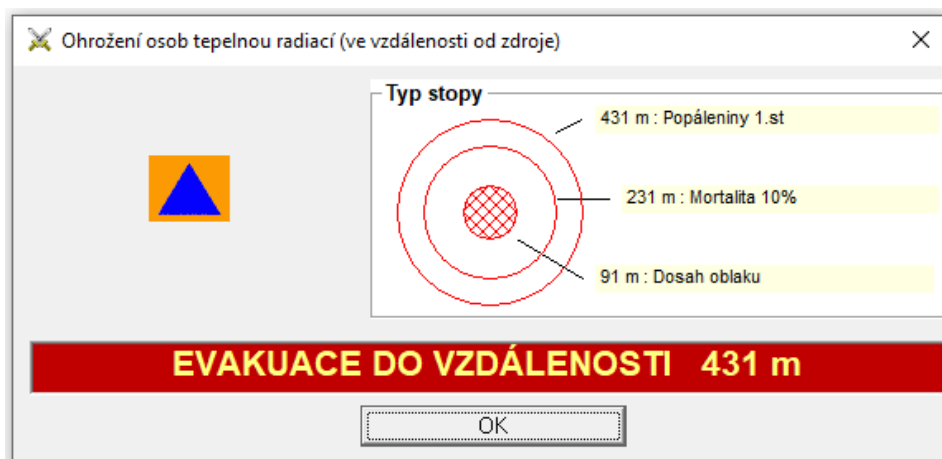 Ohrožení osob tepelnou radiací (ve vzdálenosti od zdroje)
Typ stopy
431 m : Popáleniny 1.st
231 m : Mortalita 10%
91 m : Dosah oblaku
EVAKUACE DO VZDÁLENOSTI 431 m
OK